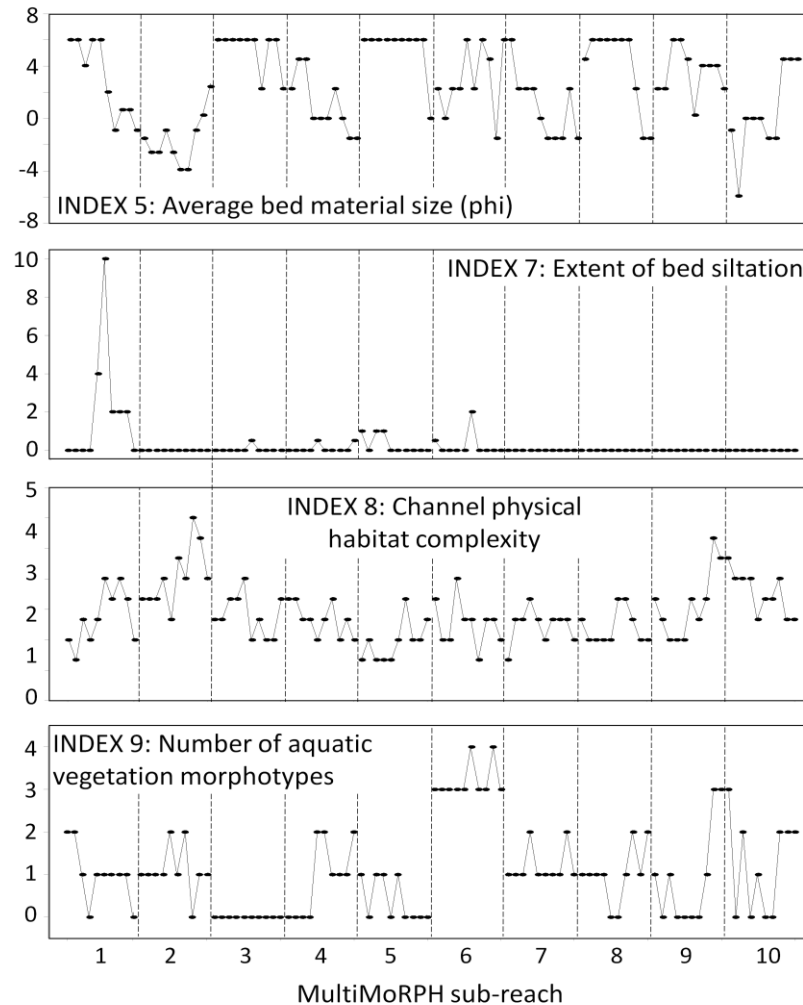 8
4
0
-4
-8
INDEX 5: Average bed material size (phi)
10
8
6
4
2
0
INDEX 7: Extent of bed siltation
5
4
3
2
1
0
INDEX 8: Channel physical
habitat complexity
4
3
2
1
0
INDEX 9: Number of aquatic
vegetation morphotypes
1 2 3 4 5 6 7 8 9 10
MultiMoRPH sub-reach